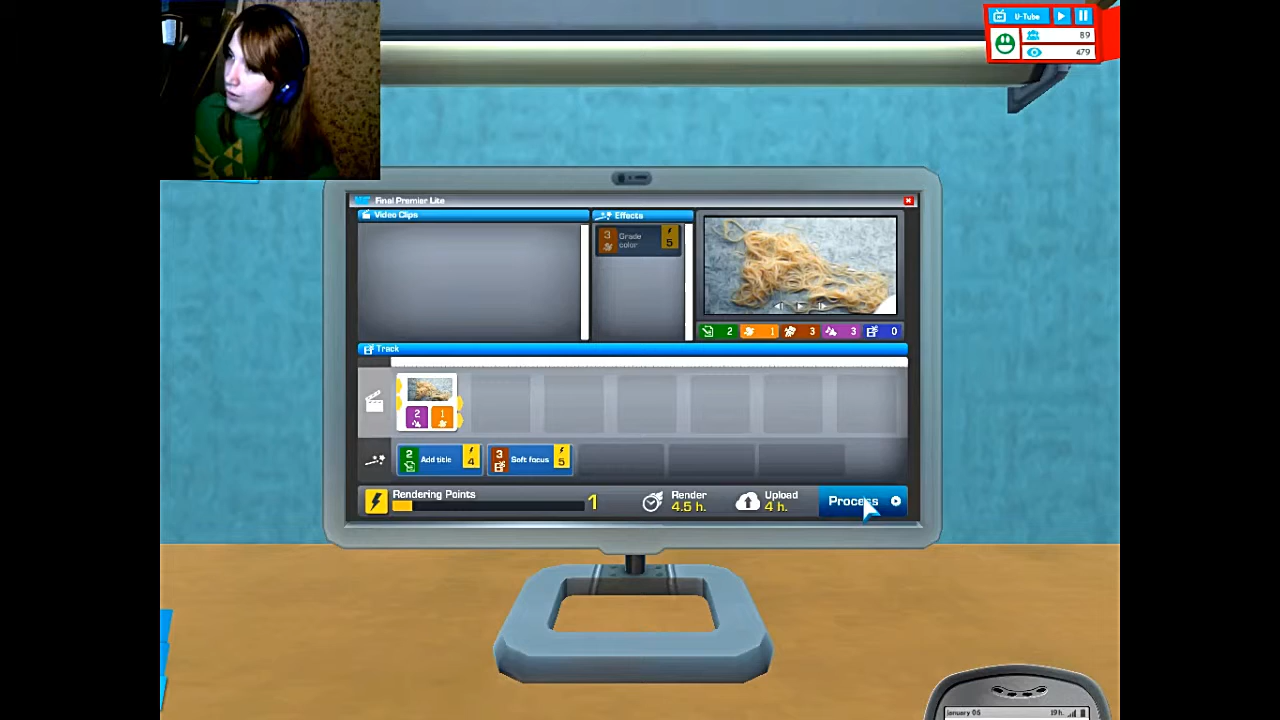 U-Tube
89
479
Final Premier Lite
Video Clips
Effects
3 Grade color 5
2 1 3 3 0
Track
2 1
2 Add title 4
3 Soft focus 5
Rendering Points
1
Render
4.5 h.
Upload
4 h.
Process
january 06 19h.